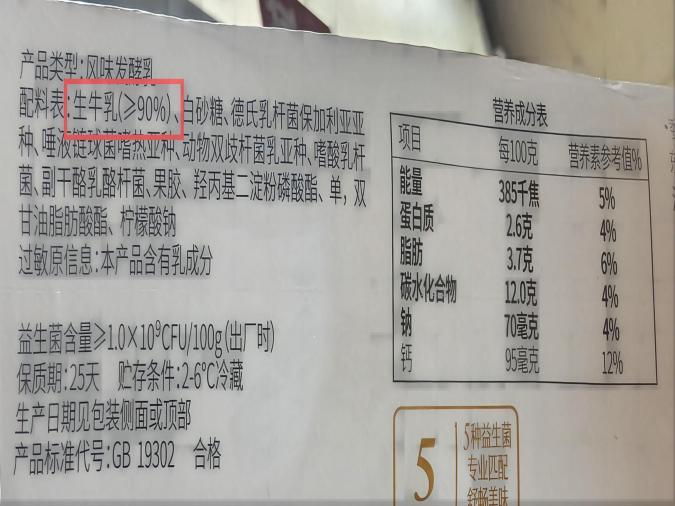 产品类型:风味发酵乳
配料表:生牛乳(≥90%)、白砂糖、德氏乳杆菌保加利亚亚
种、唾液链球菌嗜热亚种、动物双歧杆菌乳亚种、嗜酸乳杆
菌、副干酪乳酪杆菌、果胶、羟丙基二淀粉磷酸酯、单,双
甘油脂肪酸酯、柠檬酸钠
过敏原信息:本产品含有乳成分
益生菌含量≥1.0×10⁹CFU/100g(出厂时)
保质期:25天 贮存条件:2-6℃冷藏
生产日期见包装侧面或顶部
产品标准代号:GB 19302 合格
营养成分表
项目 每100克 营养素参考值%
能量 385千焦 5%
蛋白质 2.6克 4%
脂肪 3.7克 6%
碳水化合物 12.0克 4%
钠 70毫克 4%
钙 95毫克 12%
5
5种益生菌
专业匹配
舒畅美味